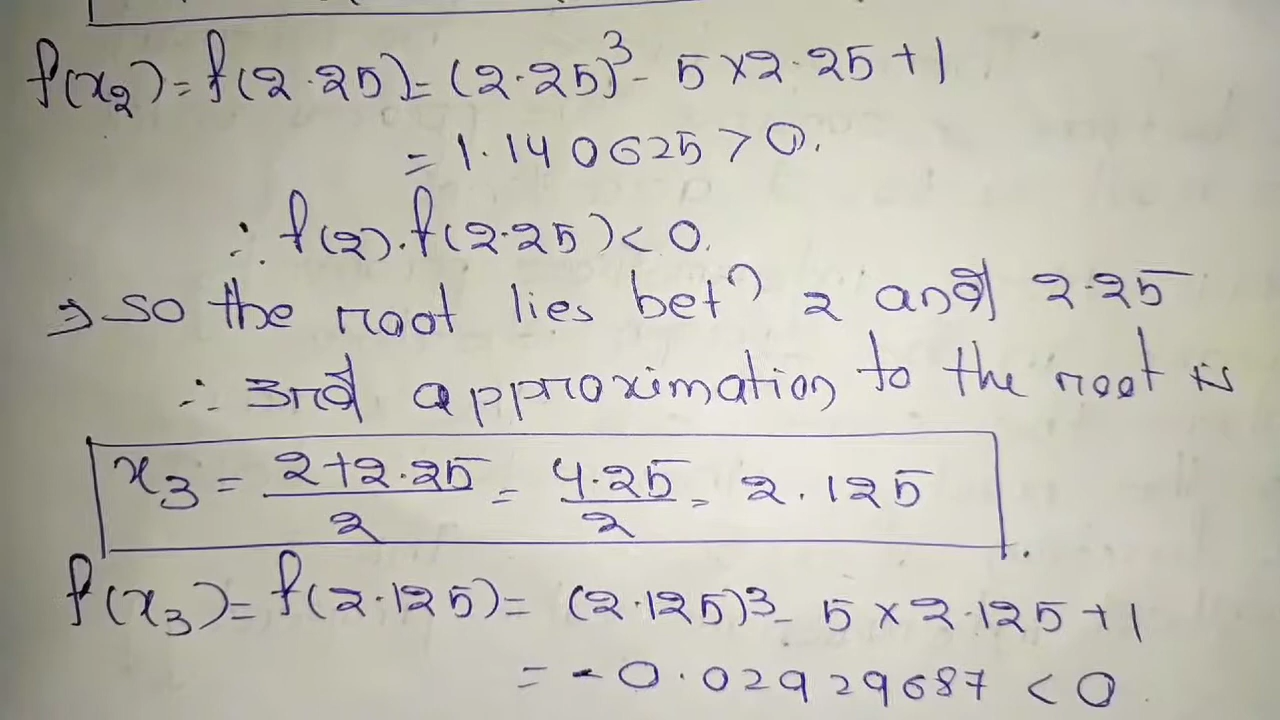 f(x₂) = f(2.25) = (2.25)³ - 5×2.25+1
= 1.140625 > 0.
∴ f(2).f(2.25) < 0.
⇒ so the root lies betⁿ 2 and 2.25
∴ 3rd approximation to the root is
x₃ = (2+2.25)/2 = 4.25/2 = 2.125
f(x₃) = f(2.125) = (2.125)³ - 5×2.125+1
= -0.02929687 < 0